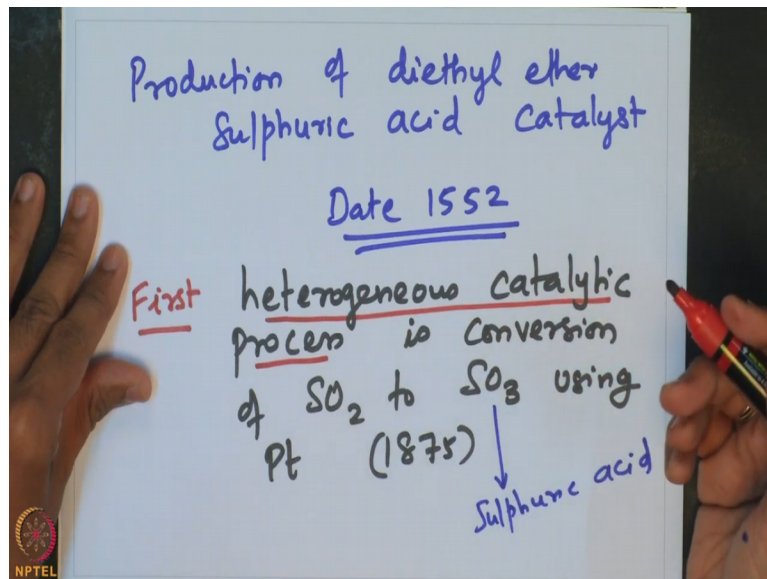 Production of diethyl ether
Sulphuric acid catalyst
Date 1552
First heterogeneous catalytic
process is conversion
of SO2 to SO3 using
Pt (1875)
Sulphuric acid
NPTEL